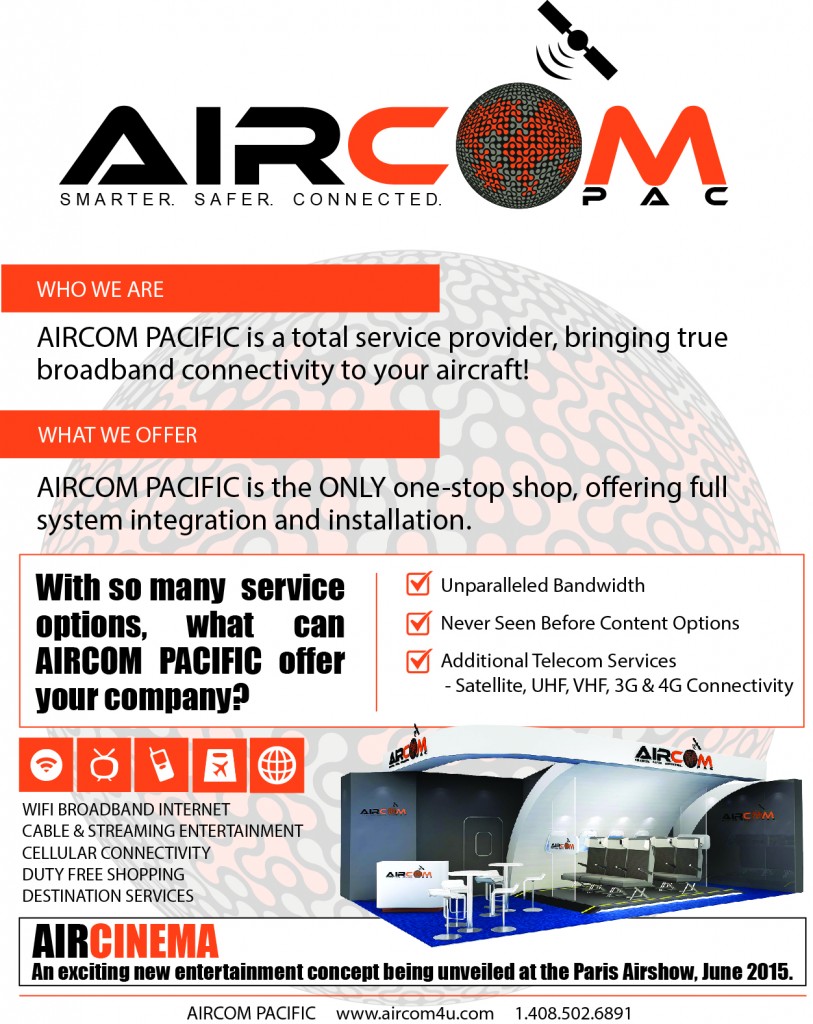 AIRCOM
SMARTER. SAFER. CONNECTED.
PAC
WHO WE ARE
AIRCOM PACIFIC is a total service provider, bringing true
broadband connectivity to your aircraft!
WHAT WE OFFER
AIRCOM PACIFIC is the ONLY one-stop shop, offering full
system integration and installation.
With so many service
options, what can
AIRCOM PACIFIC offer
your company?
Unparalleled Bandwidth
Never Seen Before Content Options
Additional Telecom Services
- Satellite, UHF, VHF, 3G & 4G Connectivity
WIFI BROADBAND INTERNET
CABLE & STREAMING ENTERTAINMENT
CELLULAR CONNECTIVITY
DUTY FREE SHOPPING
DESTINATION SERVICES
AIRCOM
AIRCOM
AIRCOM
AIRCOM
AIRCOM
AIRCOM
AIRCINEMA
An exciting new entertainment concept being unveiled at the Paris Airshow, June 2015.
AIRCOM PACIFIC www.aircom4u.com 1.408.502.6891